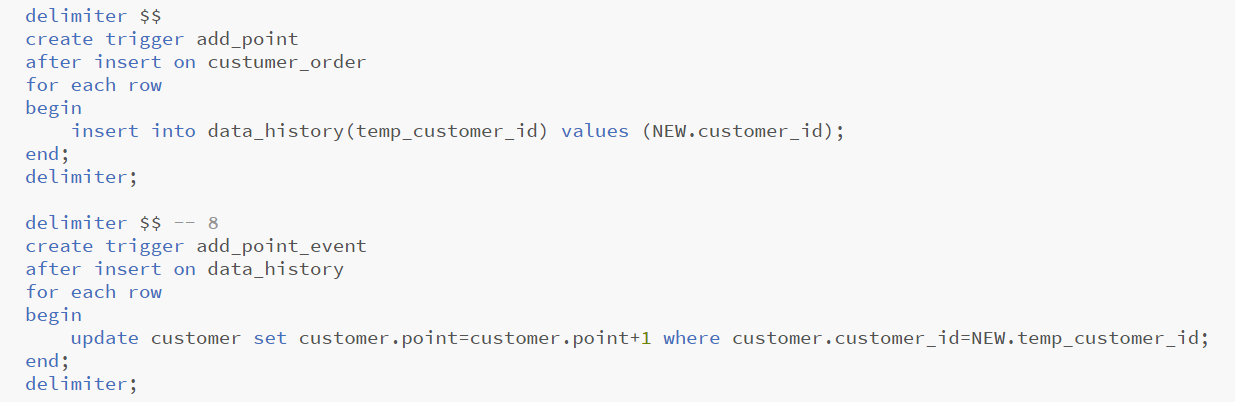 delimiter $$
create trigger add_point
after insert on custumer_order
for each row
begin
    insert into data_history(temp_customer_id) values (NEW.customer_id);
end;
delimiter;

delimiter $$ -- 8
create trigger add_point_event
after insert on data_history
for each row
begin
    update customer set customer.point=customer.point+1 where customer.customer_id=NEW.temp_customer_id;
end;
delimiter;